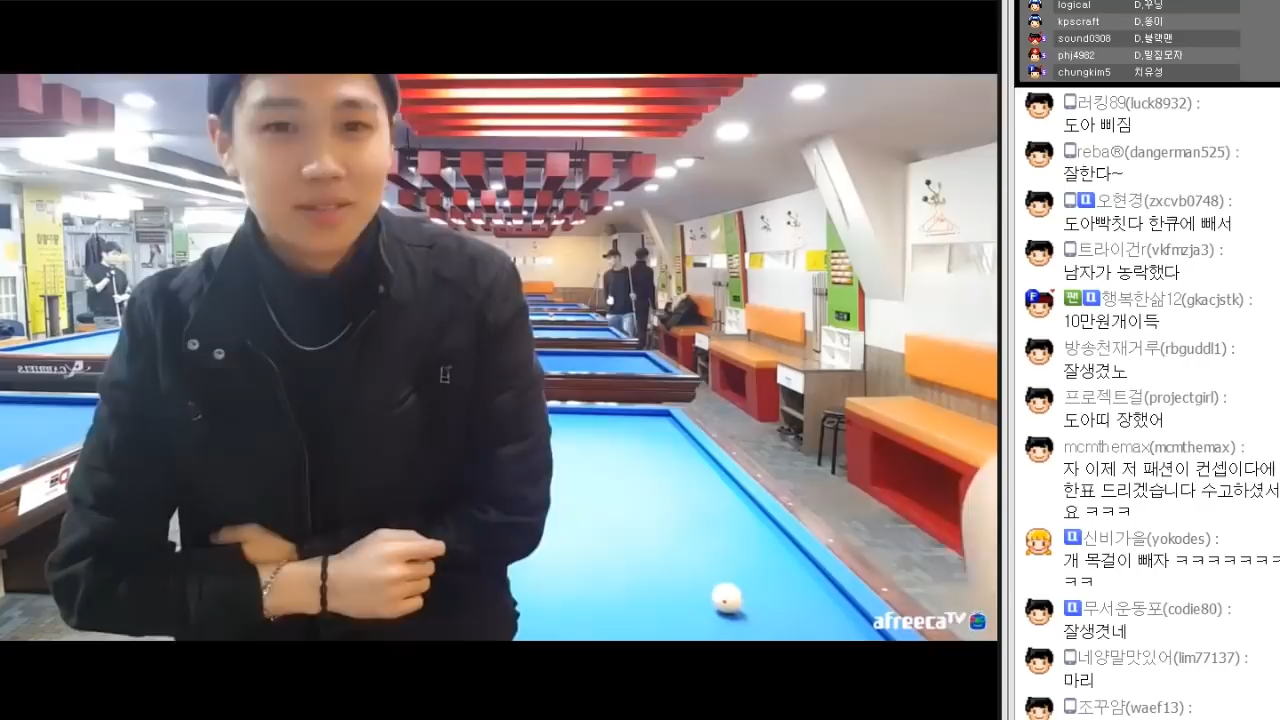 logical D,꾸닝
kpscraft D,쫑이
sound0308 D,블랙맨
phj4982 D,밀짚모자
chungkim5 치유성
러킹89(luck8932) :
도아 삐짐
reba®(dangerman525) :
잘한다~
오현경(zxcvb0748) :
도아빡칫다 한큐에 빼서
트라이건r(vkfmzja3) :
남자가 농락했다
팬 행복한삶12(gkacjstk) :
10만원개이득
방송천재거루(rbguddl1) :
잘생겼노
프로젝트걸(projectgirl) :
도아띠 장했어
mcmthemax(mcmthemax) :
자 이제 저 패션이 컨셉이다에
한표 드리겠습니다 수고하셨서
요 ㅋㅋㅋ
신비가을(yokodes) :
개 목걸이 빼자 ㅋㅋㅋㅋㅋㅋㅋ
ㅋㅋ
무서운동포(codie80) :
잘생겻네
네양말맛있어(lim77137) :
마리
조꾸얌(waef13) :
afreecaTV